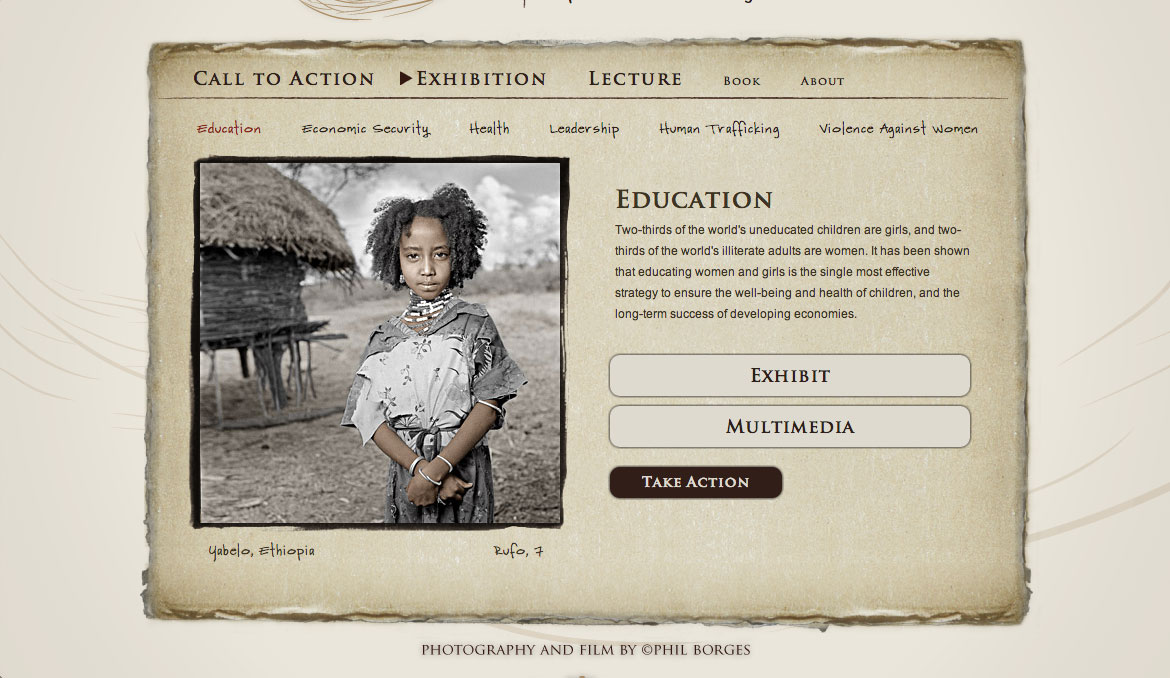 Call to Action
Exhibition
Lecture
Book
About
Education
Economic Security
Health
Leadership
Human Trafficking
Violence Against Women
Education
Two-thirds of the world's uneducated children are girls, and two-
thirds of the world's illiterate adults are women. It has been shown
that educating women and girls is the single most effective
strategy to ensure the well-being and health of children, and the
long-term success of developing economies.
Exhibit
Multimedia
Take Action
Yabelo, Ethiopia
Rufo, 7
PHOTOGRAPHY AND FILM BY ©PHIL BORGES